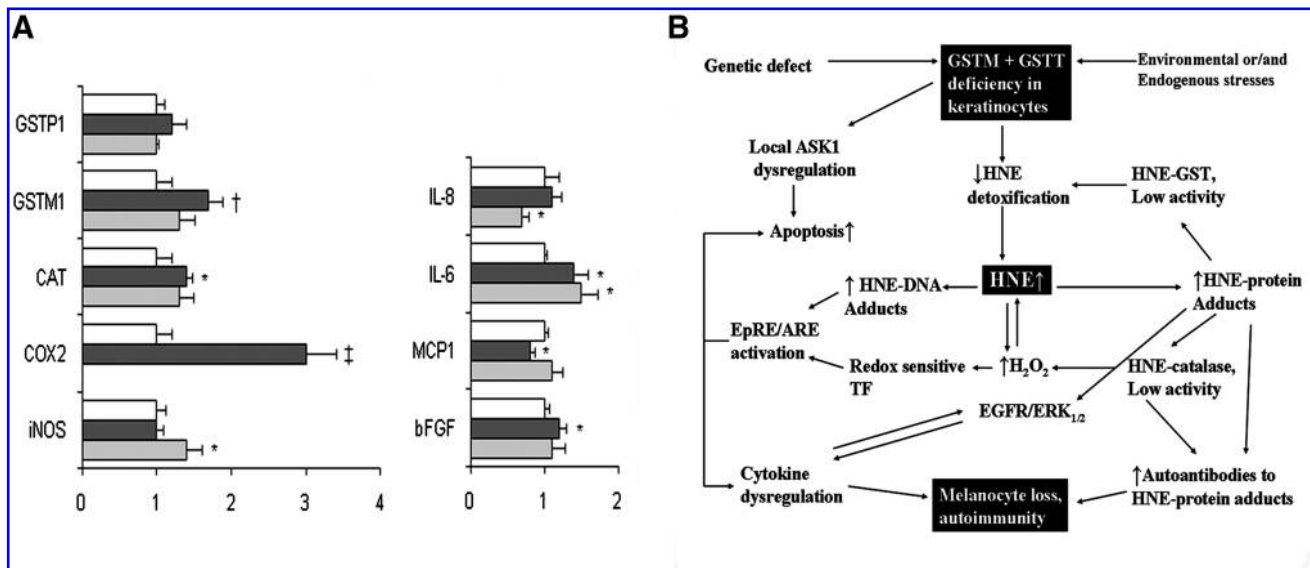 A
GSTP1
GSTM1
†
CAT
*
COX2
‡
iNOS
*
0 1 2 3 4
IL-8
*
IL-6
*
*
MCP1
*
bFGF
*
0 1 2
B
Genetic defect
GSTM + GSTT
deficiency in
keratinocytes
Environmental or/and
Endogenous stresses
Local ASK1
dysregulation
↓HNE
detoxification
HNE-GST,
Low activity
Apoptosis↑
↑ HNE-DNA
Adducts
HNE↑
↑HNE-protein
Adducts
EpRE/ARE
activation
Redox sensitive
TF
↑H₂O₂
HNE-catalase,
Low activity
EGFR/ERK₁/₂
Cytokine
dysregulation
Melanocyte loss,
autoimmunity
↑Autoantibodies to
HNE-protein adducts